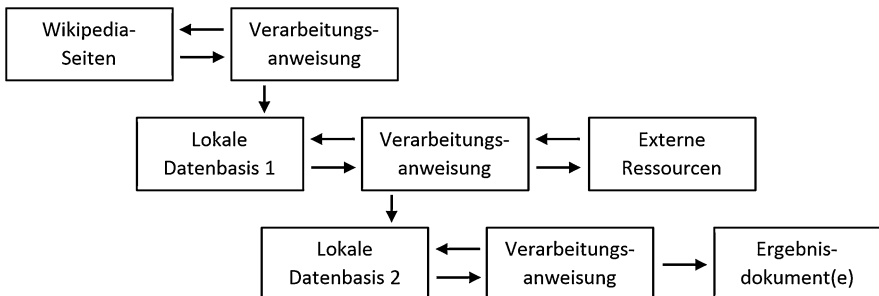 Wikipedia-
Seiten
Verarbeitungs-
anweisung
Lokale
Datenbasis 1
Verarbeitungs-
anweisung
Externe
Ressourcen
Lokale
Datenbasis 2
Verarbeitungs-
anweisung
Ergebnis-
dokument(e)